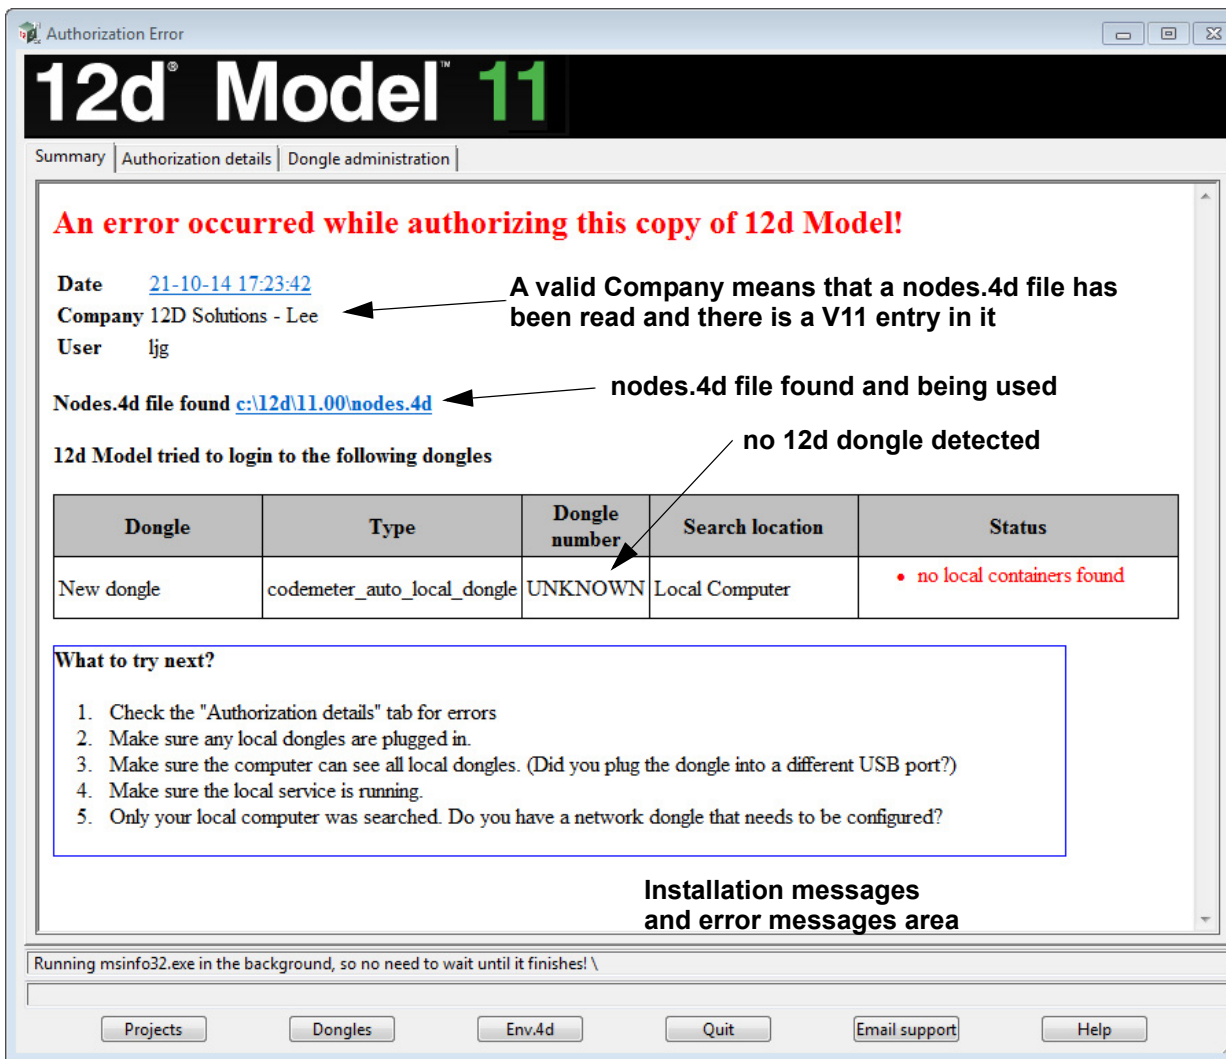 Authorization Error
12d® Model™ 11
Summary Authorization details Dongle administration
An error occurred while authorizing this copy of 12d Model!
Date 21-10-14 17:23:42
Company 12D Solutions - Lee
User ljg
A valid Company means that a nodes.4d file has
been read and there is a V11 entry in it
Nodes.4d file found c:\12d\11.00\nodes.4d
nodes.4d file found and being used
no 12d dongle detected
12d Model tried to login to the following dongles
Dongle Type Dongle number Search location Status
New dongle codemeter_auto_local_dongle UNKNOWN Local Computer • no local containers found
What to try next?
1. Check the "Authorization details" tab for errors
2. Make sure any local dongles are plugged in.
3. Make sure the computer can see all local dongles. (Did you plug the dongle into a different USB port?)
4. Make sure the local service is running.
5. Only your local computer was searched. Do you have a network dongle that needs to be configured?
Installation messages
and error messages area
Running msinfo32.exe in the background, so no need to wait until it finishes! \
Projects Dongles Env.4d Quit Email support Help